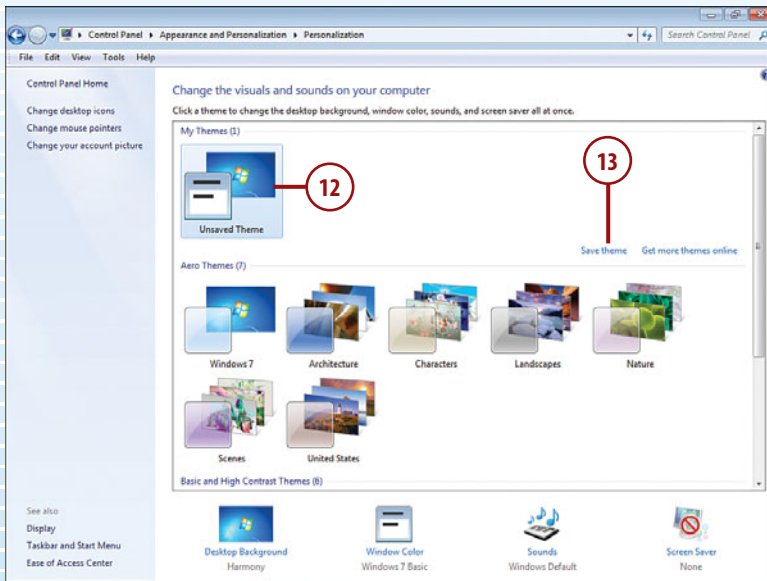 Control Panel ▸ Appearance and Personalization ▸ Personalization
Search Control Panel
File Edit View Tools Help
Control Panel Home
Change desktop icons
Change mouse pointers
Change your account picture
Change the visuals and sounds on your computer
Click a theme to change the desktop background, window color, sounds, and screen saver all at once.
My Themes (1)
12
13
Unsaved Theme
Save theme Get more themes online
Aero Themes (7)
Windows 7 Architecture Characters Landscapes Nature
Scenes United States
Basic and High Contrast Themes (6)
See also
Display
Taskbar and Start Menu
Ease of Access Center
Desktop Background Window Color Sounds Screen Saver
Harmony Windows 7 Basic Windows Default None